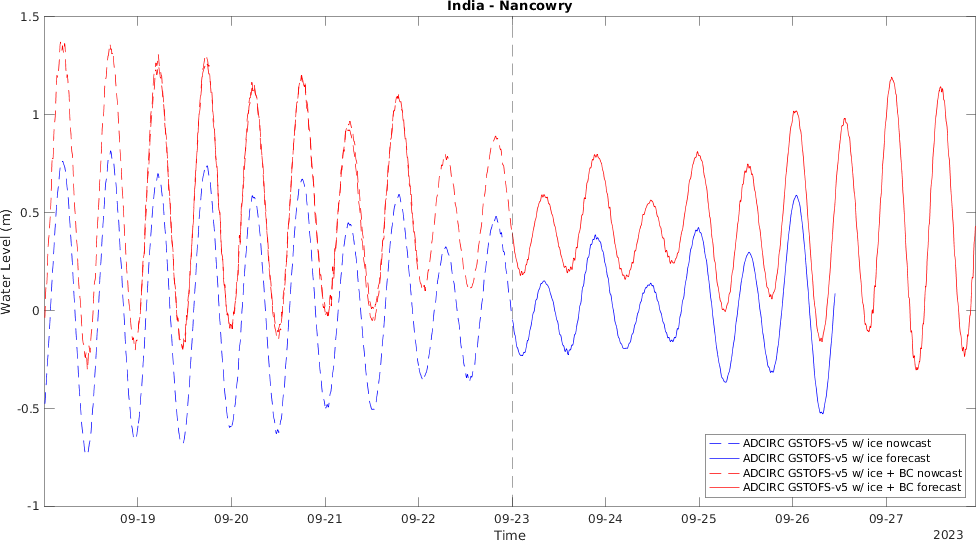 India - Nancowry
1.5
1
0.5
0
-0.5
-1
Water Level (m)
09-19 09-20 09-21 09-22 09-23 09-24 09-25 09-26 09-27
Time
2023
ADCIRC GSTOFS-v5 w/ ice nowcast
ADCIRC GSTOFS-v5 w/ ice forecast
ADCIRC GSTOFS-v5 w/ ice + BC nowcast
ADCIRC GSTOFS-v5 w/ ice + BC forecast